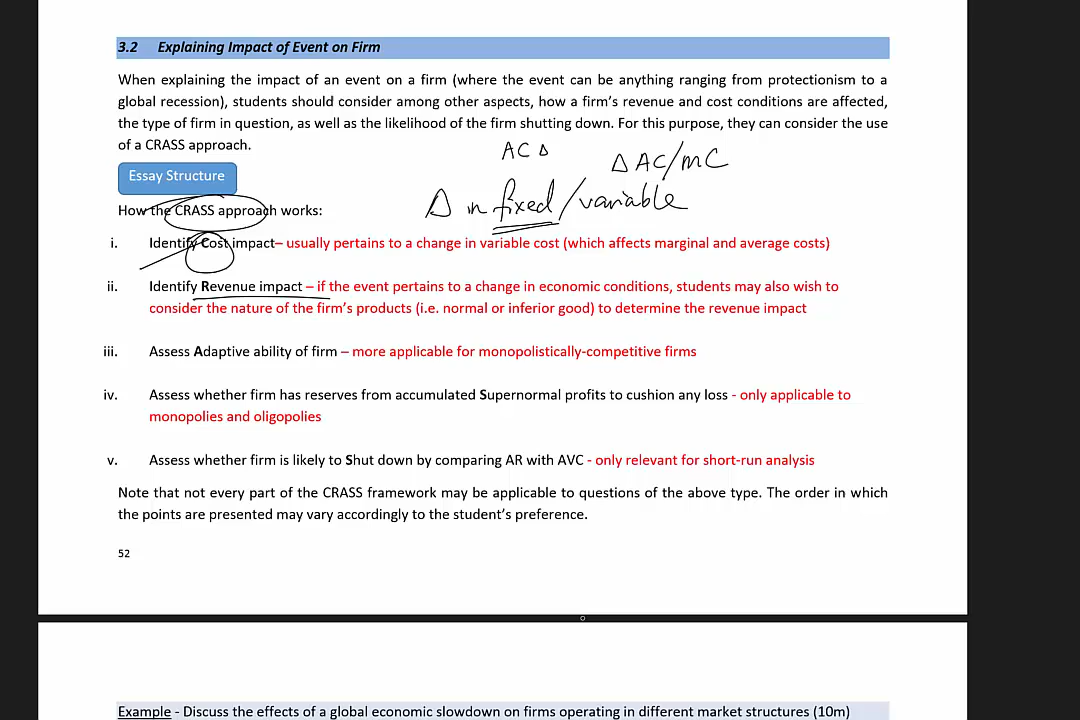 3.2 Explaining Impact of Event on Firm
When explaining the impact of an event on a firm (where the event can be anything ranging from protectionism to a
global recession), students should consider among other aspects, how a firm's revenue and cost conditions are affected,
the type of firm in question, as well as the likelihood of the firm shutting down. For this purpose, they can consider the use
of a CRASS approach.
AC Δ
Δ AC/MC
Essay Structure
Δ in fixed/variable
How the CRASS approach works:
i. Identify Cost impact– usually pertains to a change in variable cost (which affects marginal and average costs)
ii. Identify Revenue impact – if the event pertains to a change in economic conditions, students may also wish to
consider the nature of the firm's products (i.e. normal or inferior good) to determine the revenue impact
iii. Assess Adaptive ability of firm – more applicable for monopolistically-competitive firms
iv. Assess whether firm has reserves from accumulated Supernormal profits to cushion any loss - only applicable to
monopolies and oligopolies
v. Assess whether firm is likely to Shut down by comparing AR with AVC - only relevant for short-run analysis
Note that not every part of the CRASS framework may be applicable to questions of the above type. The order in which
the points are presented may vary accordingly to the student's preference.
52
Example - Discuss the effects of a global economic slowdown on firms operating in different market structures (10m)